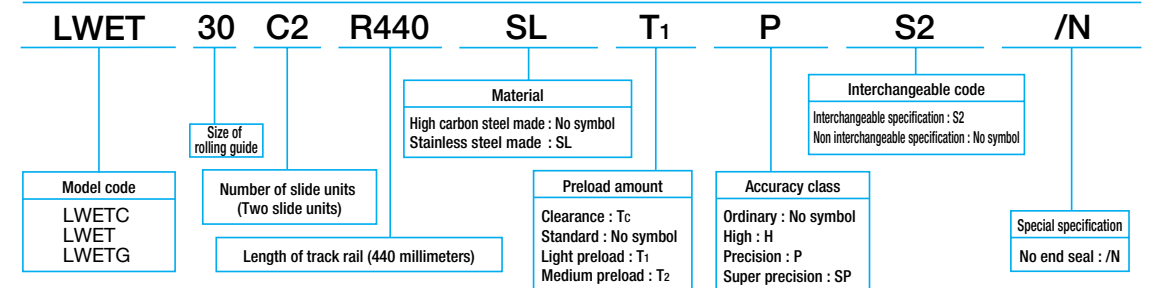 LWET 30 C2 R440 SL T1 P S2 /N
Size of
rolling guide
Material
High carbon steel made : No symbol
Stainless steel made : SL
Interchangeable code
Interchangeable specification : S2
Non interchangeable specification : No symbol
Model code
LWETC
LWET
LWETG
Number of slide units
(Two slide units)
Length of track rail (440 millimeters)
Preload amount
Clearance : Tc
Standard : No symbol
Light preload : T1
Medium preload : T2
Accuracy class
Ordinary : No symbol
High : H
Precision : P
Super precision : SP
Special specification
No end seal : /N